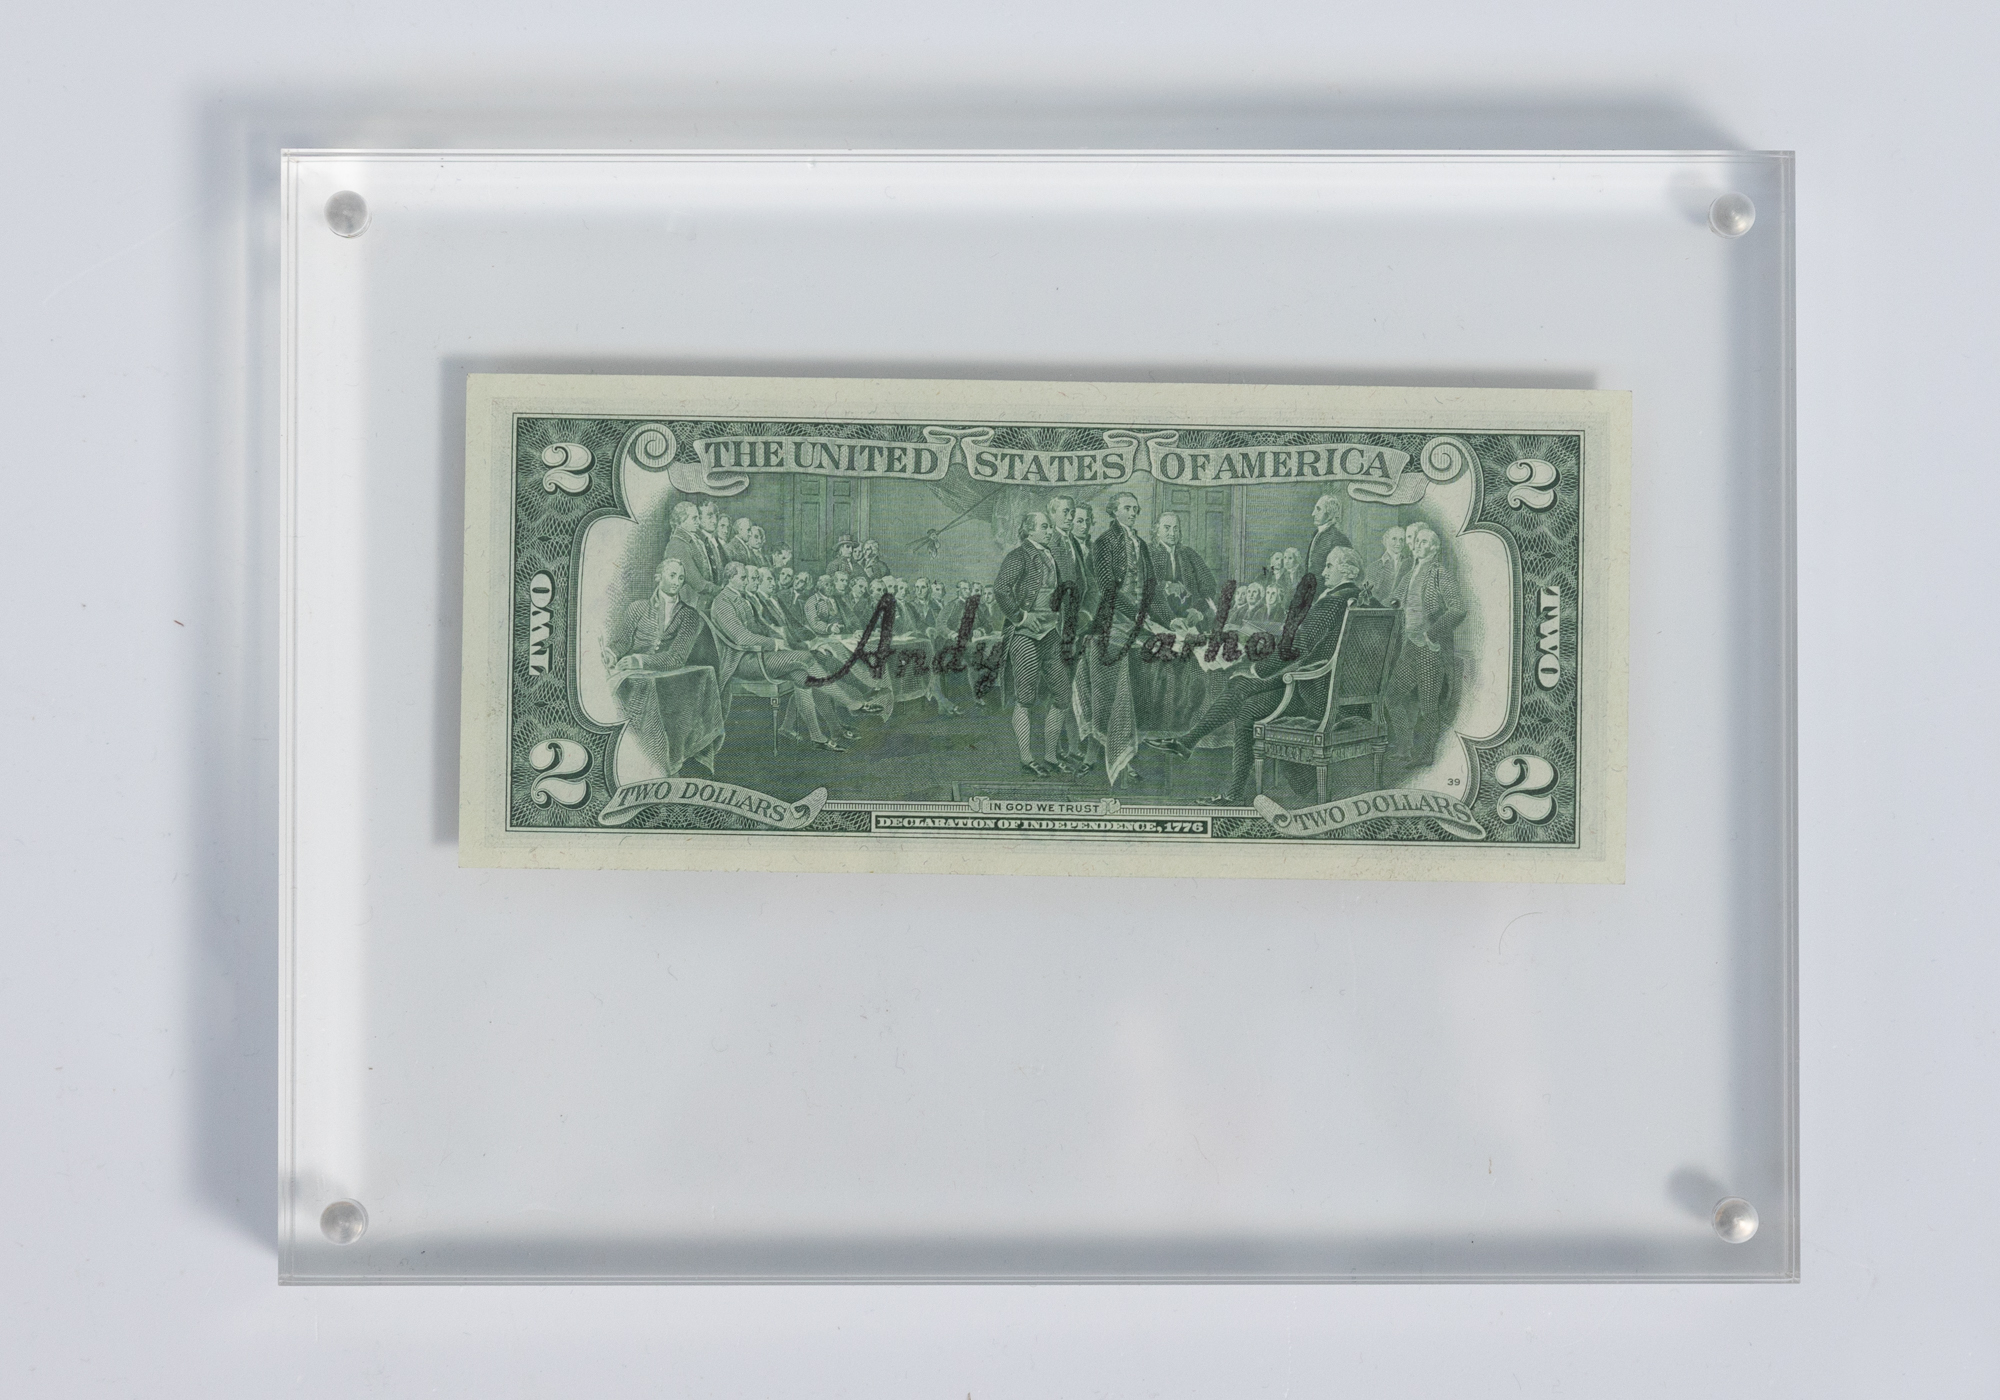 THE UNITED STATES OF AMERICA
2
2
TWO
TWO
Andy Warhol
2
2
39
TWO DOLLARS
IN GOD WE TRUST
TWO DOLLARS
DECLARATION OF INDEPENDENCE, 1776